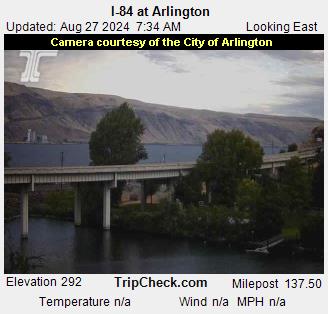 I-84 at Arlington
Updated: Aug 27 2024 7:34 AM Looking East
Camera courtesy of the City of Arlington
Elevation 292 TripCheck.com Milepost 137.50
Temperature n/a Wind n/a MPH n/a